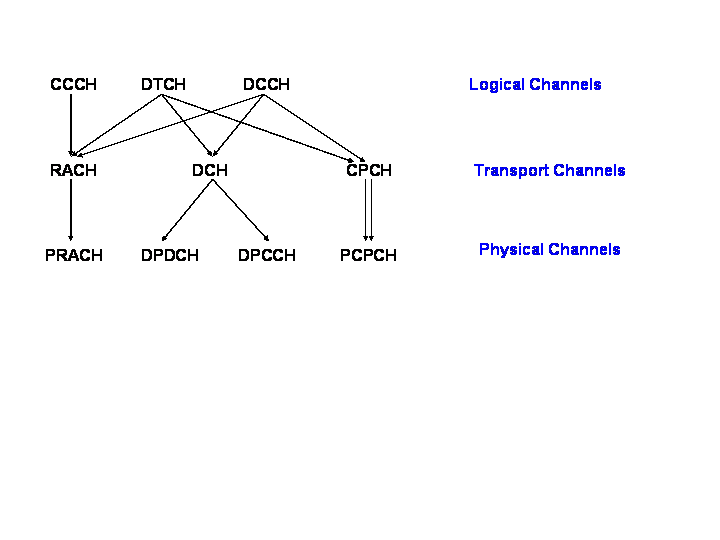 CCCH DTCH DCCH Logical Channels
RACH DCH CPCH Transport Channels
PRACH DPDCH DPCCH PCPCH Physical Channels